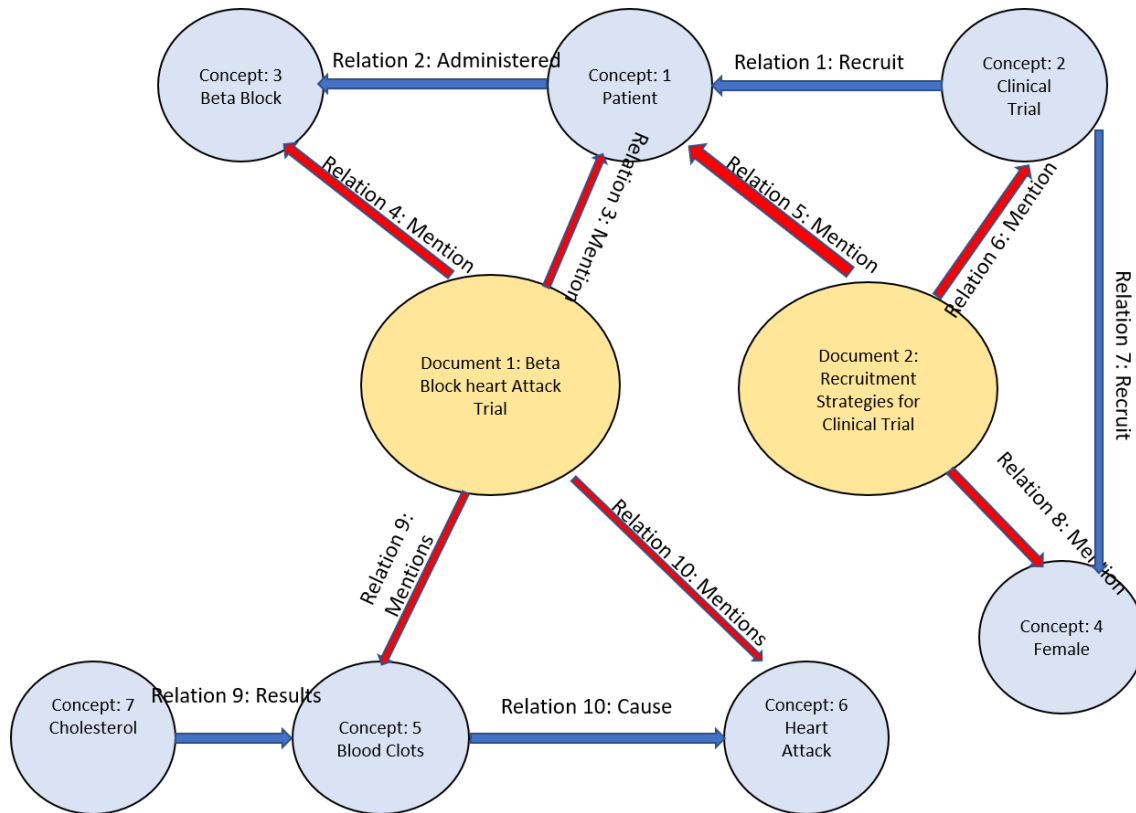 Concept: 3
Beta Block
Relation 2: Administered
Concept: 1
Patient
Relation 1: Recruit
Concept: 2
Clinical
Trial
Relation 4: Mention
Relation 3: Mention
Relation 5: Mention
Relation 6: Mention
Relation 7: Recruit
Document 1: Beta
Block heart Attack
Trial
Document 2:
Recruitment
Strategies for
Clinical Trial
Relation 9:
Mentions
Relation 10: Mentions
Relation 8: Mention
Concept: 4
Female
Concept: 7
Cholesterol
Relation 9: Results
Concept: 5
Blood Clots
Relation 10: Cause
Concept: 6
Heart
Attack